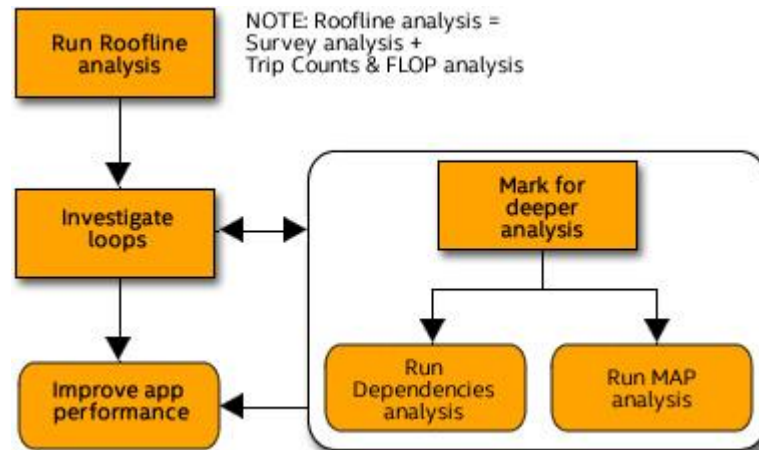 Run Roofline
analysis
NOTE: Roofline analysis =
Survey analysis +
Trip Counts & FLOP analysis
Investigate
loops
Mark for
deeper
analysis
Improve app
performance
Run
Dependencies
analysis
Run MAP
analysis